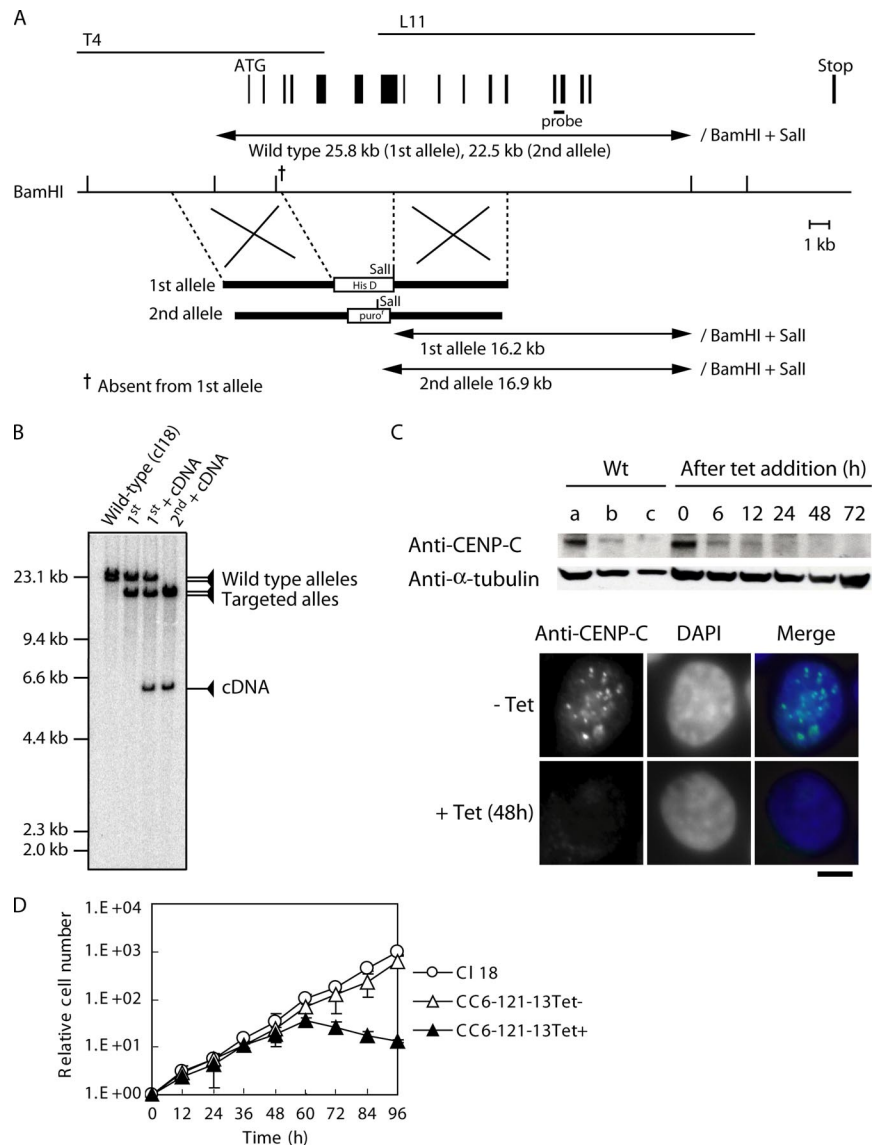 A
L11
T4
ATG
Stop
probe
/ BamHI + SalI
Wild type 25.8 kb (1st allele), 22.5 kb (2nd allele)
†
BamHI
1 kb
SalI
1st allele
His D
SalI
2nd allele
puro^r
/ BamHI + SalI
1st allele 16.2 kb
/ BamHI + SalI
2nd allele 16.9 kb
† Absent from 1st allele
B
Wild-type (cl18)
1st
1st + cDNA
2nd + cDNA
23.1 kb
Wild type alleles
Targeted alles
9.4 kb
6.6 kb
cDNA
4.4 kb
2.3 kb
2.0 kb
C
Wt After tet addition (h)
a b c 0 6 12 24 48 72
Anti-CENP-C
Anti-α-tubulin
Anti-CENP-C DAPI Merge
- Tet
+ Tet (48h)
D
Relative cell number
1.E+04
1.E+03
1.E+02
1.E+01
1.E+00
0 12 24 36 48 60 72 84 96
Time (h)
Cl 18
CC6-121-13Tet-
CC6-121-13Tet+